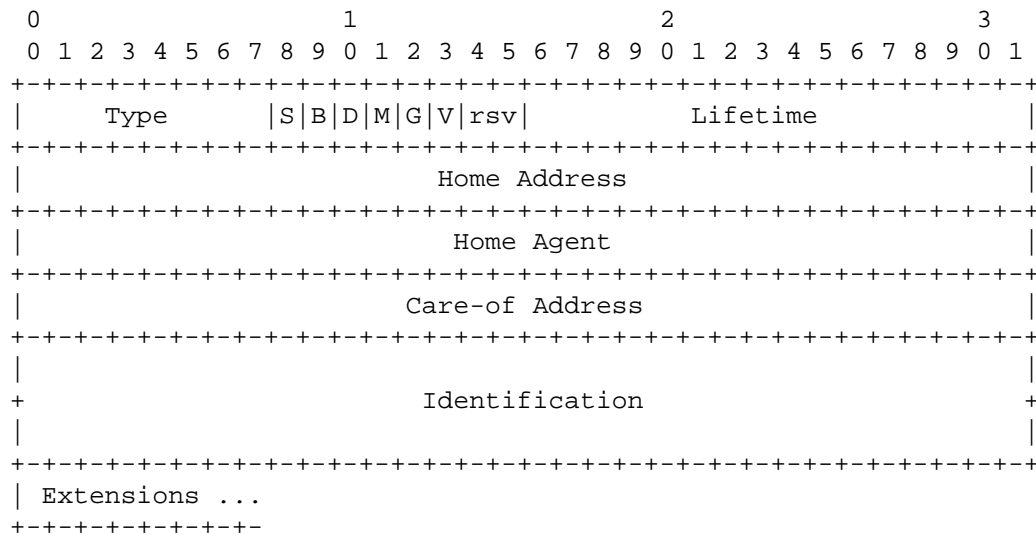 0                   1                   2                   3
 0 1 2 3 4 5 6 7 8 9 0 1 2 3 4 5 6 7 8 9 0 1 2 3 4 5 6 7 8 9 0 1
+-+-+-+-+-+-+-+-+-+-+-+-+-+-+-+-+-+-+-+-+-+-+-+-+-+-+-+-+-+-+-+-+
|     Type      |S|B|D|M|G|V|rsv|          Lifetime             |
+-+-+-+-+-+-+-+-+-+-+-+-+-+-+-+-+-+-+-+-+-+-+-+-+-+-+-+-+-+-+-+-+
|                          Home Address                         |
+-+-+-+-+-+-+-+-+-+-+-+-+-+-+-+-+-+-+-+-+-+-+-+-+-+-+-+-+-+-+-+-+
|                           Home Agent                          |
+-+-+-+-+-+-+-+-+-+-+-+-+-+-+-+-+-+-+-+-+-+-+-+-+-+-+-+-+-+-+-+-+
|                        Care-of Address                        |
+-+-+-+-+-+-+-+-+-+-+-+-+-+-+-+-+-+-+-+-+-+-+-+-+-+-+-+-+-+-+-+-+
|                                                               |
+                         Identification                        +
|                                                               |
+-+-+-+-+-+-+-+-+-+-+-+-+-+-+-+-+-+-+-+-+-+-+-+-+-+-+-+-+-+-+-+-+
| Extensions ...
+-+-+-+-+-+-+-+-